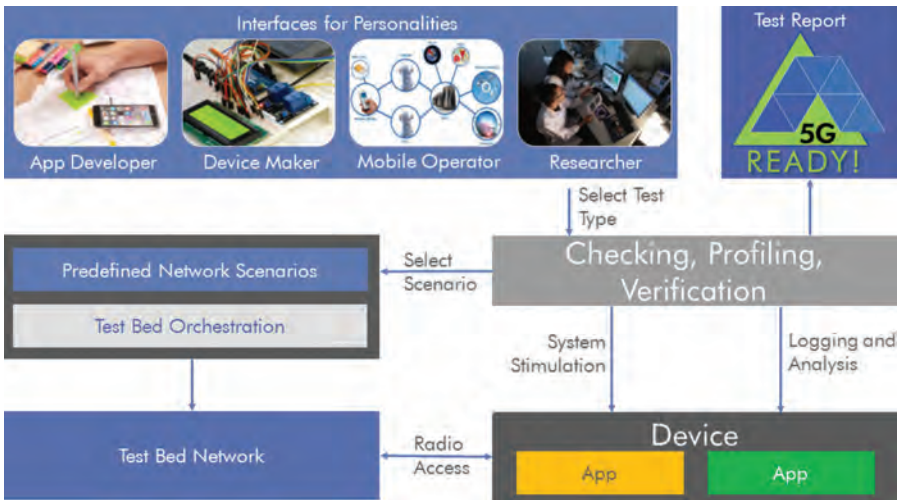 Interfaces for Personalities
App Developer
Device Maker
Mobile Operator
Researcher
Test Report
5G
READY!
Select Test
Type
Checking, Profiling,
Verification
Select
Scenario
Predefined Network Scenarios
Test Bed Orchestration
System
Stimulation
Logging and
Analysis
Test Bed Network
Radio
Access
Device
App
App